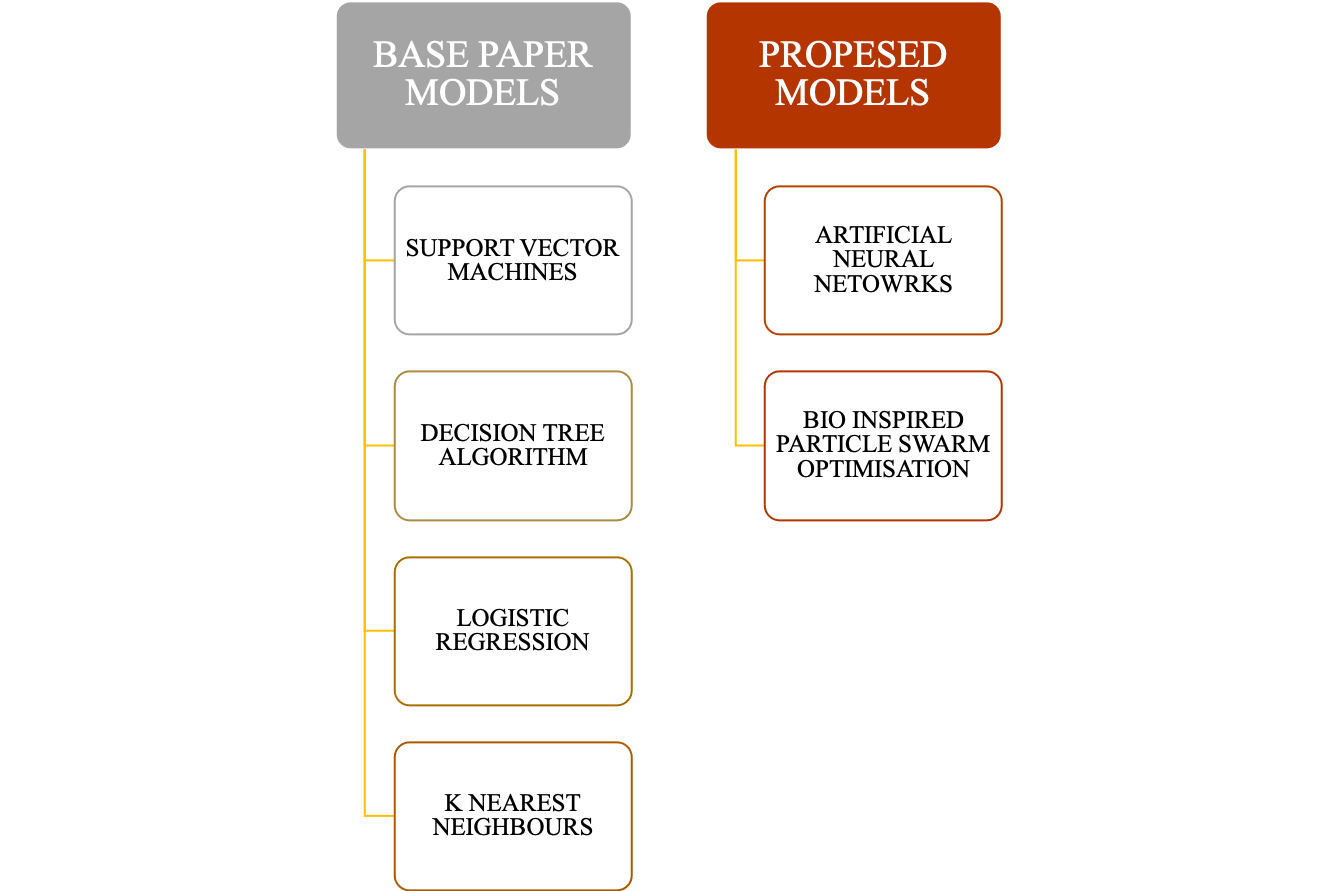 BASE PAPER
MODELS
SUPPORT VECTOR
MACHINES
DECISION TREE
ALGORITHM
LOGISTIC
REGRESSION
K NEAREST
NEIGHBOURS
PROPESED
MODELS
ARTIFICIAL
NEURAL
NETOWRKS
BIO INSPIRED
PARTICLE SWARM
OPTIMISATION